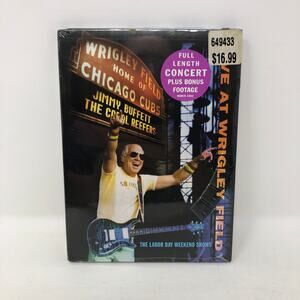 WRIGLEY FIELD
HOME OF
CHICAGO CUBS
JIMMY BUFFETT
THE CORAL REEFERS
FULL
LENGTH
CONCERT
PLUS BONUS
FOOTAGE
649433
$16.99
VE AT WRIGLEY FIELD
THE LABOR DAY WEEKEND SHOWS